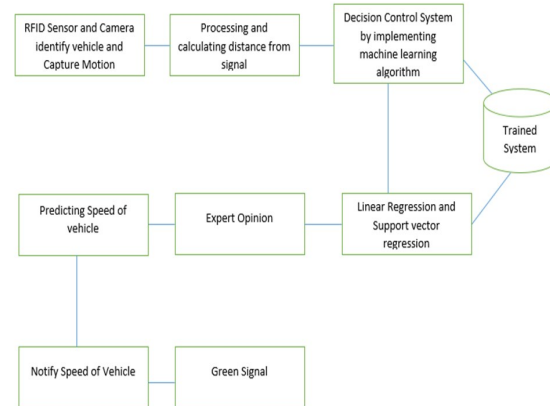 RFID Sensor and Camera
identify vehicle and
Capture Motion
Processing and
calculating distance from
signal
Decision Control System
by implementing
machine learning
algorithm
Trained
System
Predicting Speed of
vehicle
Expert Opinion
Linear Regression and
Support vector
regression
Notify Speed of Vehicle
Green Signal